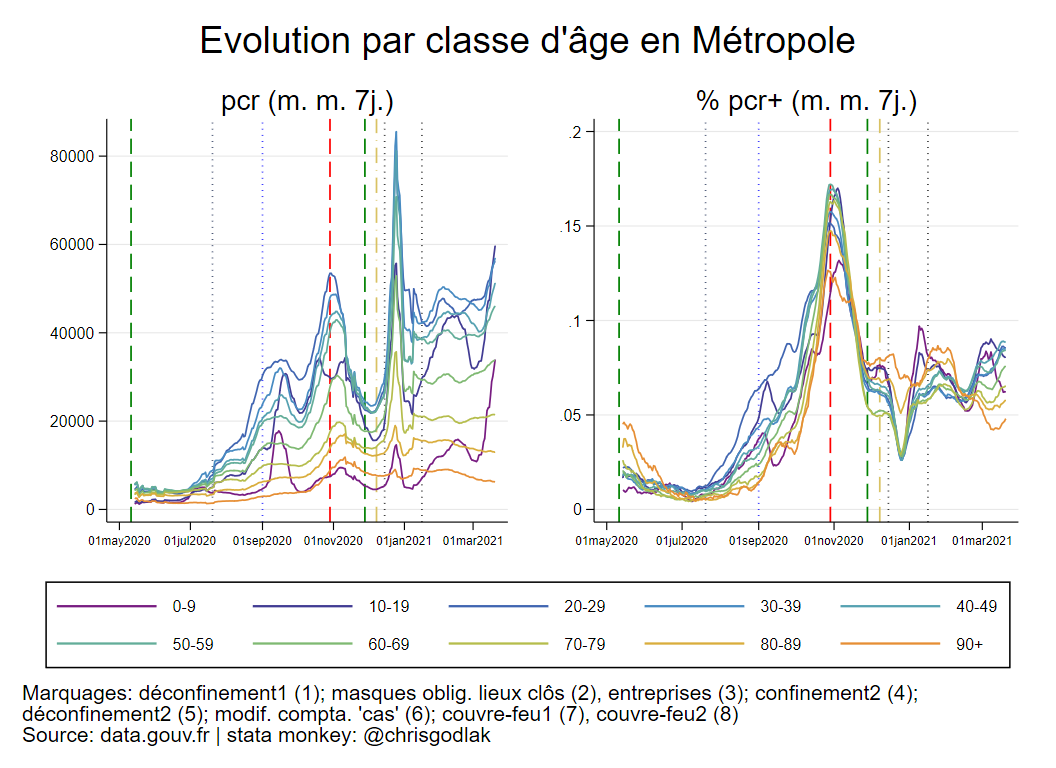 Evolution par classe d'âge en Métropole
pcr (m. m. 7j.)
% pcr+ (m. m. 7j.)
80000
60000
40000
20000
0
01may2020 01jul2020 01sep2020 01nov2020 01jan2021 01mar2021
.2
.15
.1
.05
0
01may2020 01jul2020 01sep2020 01nov2020 01jan2021 01mar2021
0-9 10-19 20-29 30-39 40-49
50-59 60-69 70-79 80-89 90+
Marquages: déconfinement1 (1); masques oblig. lieux clôs (2), entreprises (3); confinement2 (4);
déconfinement2 (5); modif. compta. 'cas' (6); couvre-feu1 (7), couvre-feu2 (8)
Source: data.gouv.fr | stata monkey: @chrisgodlak